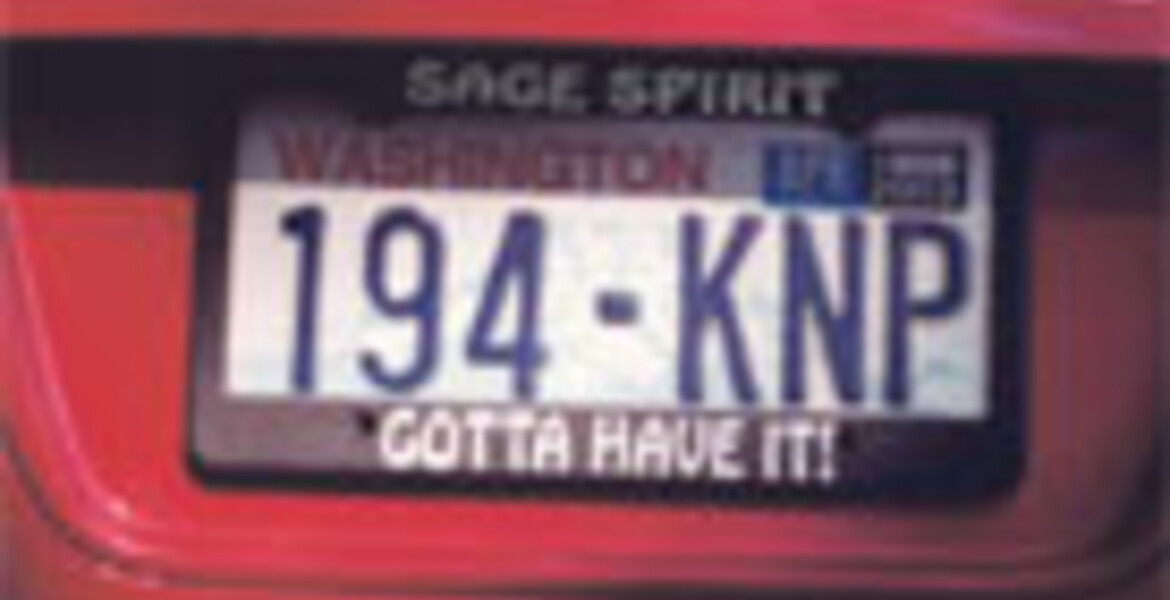 SAGE SPIRIT
WASHINGTON
194-KNP
GOTTA HAVE IT!